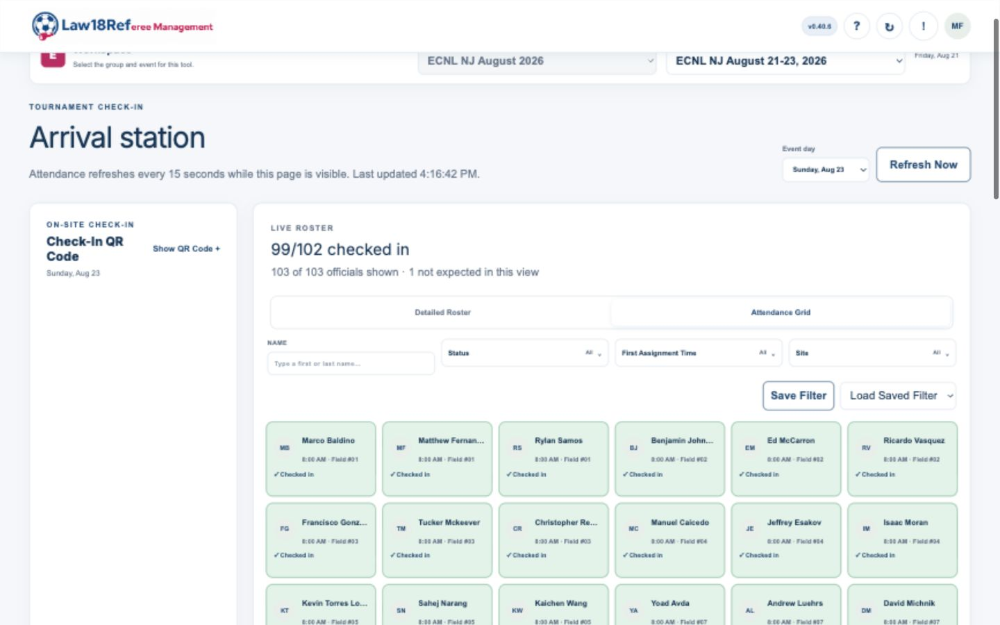 Law18Referee Management
v0.40.6
?
↻
!
MF
E
Workspace
Select the group and event for this tool.
ECNL NJ August 2026
ECNL NJ August 21-23, 2026
Friday, Aug 21
TOURNAMENT CHECK-IN
Arrival station
Attendance refreshes every 15 seconds while this page is visible. Last updated 4:16:42 PM.
Event day
Sunday, Aug 23
Refresh Now
ON-SITE CHECK-IN
Check-In QR
Code
Show QR Code +
Sunday, Aug 23
LIVE ROSTER
99/102 checked in
103 of 103 officials shown · 1 not expected in this view
Detailed Roster
Attendance Grid
NAME
Type a first or last name...
Status
All
First Assignment Time
All
Site
All
Save Filter
Load Saved Filter
MB
Marco Baldino
8:00 AM · Field #01
✓ Checked in
MF
Matthew Fernan...
8:00 AM · Field #01
✓ Checked in
RS
Rylan Samos
8:00 AM · Field #01
✓ Checked in
BJ
Benjamin John...
8:00 AM · Field #02
✓ Checked in
EM
Ed McCarron
8:00 AM · Field #02
✓ Checked in
RV
Ricardo Vasquez
8:00 AM · Field #02
✓ Checked in
FG
Francisco Gonz...
8:00 AM · Field #03
✓ Checked in
TM
Tucker Mckeever
8:00 AM · Field #03
✓ Checked in
CR
Christopher Re...
8:00 AM · Field #03
✓ Checked in
MC
Manuel Caicedo
8:00 AM · Field #04
✓ Checked in
JE
Jeffrey Esakov
8:00 AM · Field #04
✓ Checked in
IM
Isaac Moran
8:00 AM · Field #04
✓ Checked in
KT
Kevin Torres Lo...
8:00 AM · Field #05
SN
Sahej Narang
8:00 AM · Field #05
KW
Kaichen Wang
8:00 AM · Field #05
YA
Yoad Avda
8:00 AM · Field #07
AL
Andrew Luehrs
8:00 AM · Field #07
DM
David Michnik
8:00 AM · Field #07